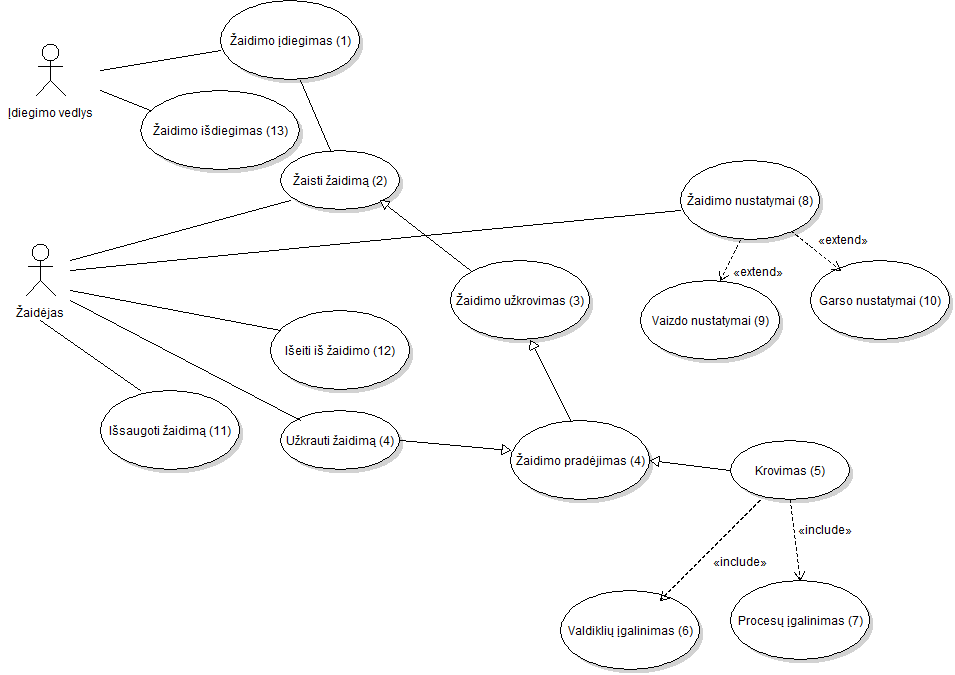 Žaidimo įdiegimas (1)
Įdiegimo vedlys
Žaidimo išdiegimas (13)
Žaisti žaidimą (2)
Žaidimo nustatymai (8)
«extend»
«extend»
Žaidėjas
Žaidimo užkrovimas (3)
Garso nustatymai (10)
Vaizdo nustatymai (9)
Išeiti iš žaidimo (12)
Išsaugoti žaidimą (11)
Užkrauti žaidimą (4)
Žaidimo pradėjimas (4)
Krovimas (5)
«include»
«include»
Valdiklių įgalinimas (6)
Procesų įgalinimas (7)